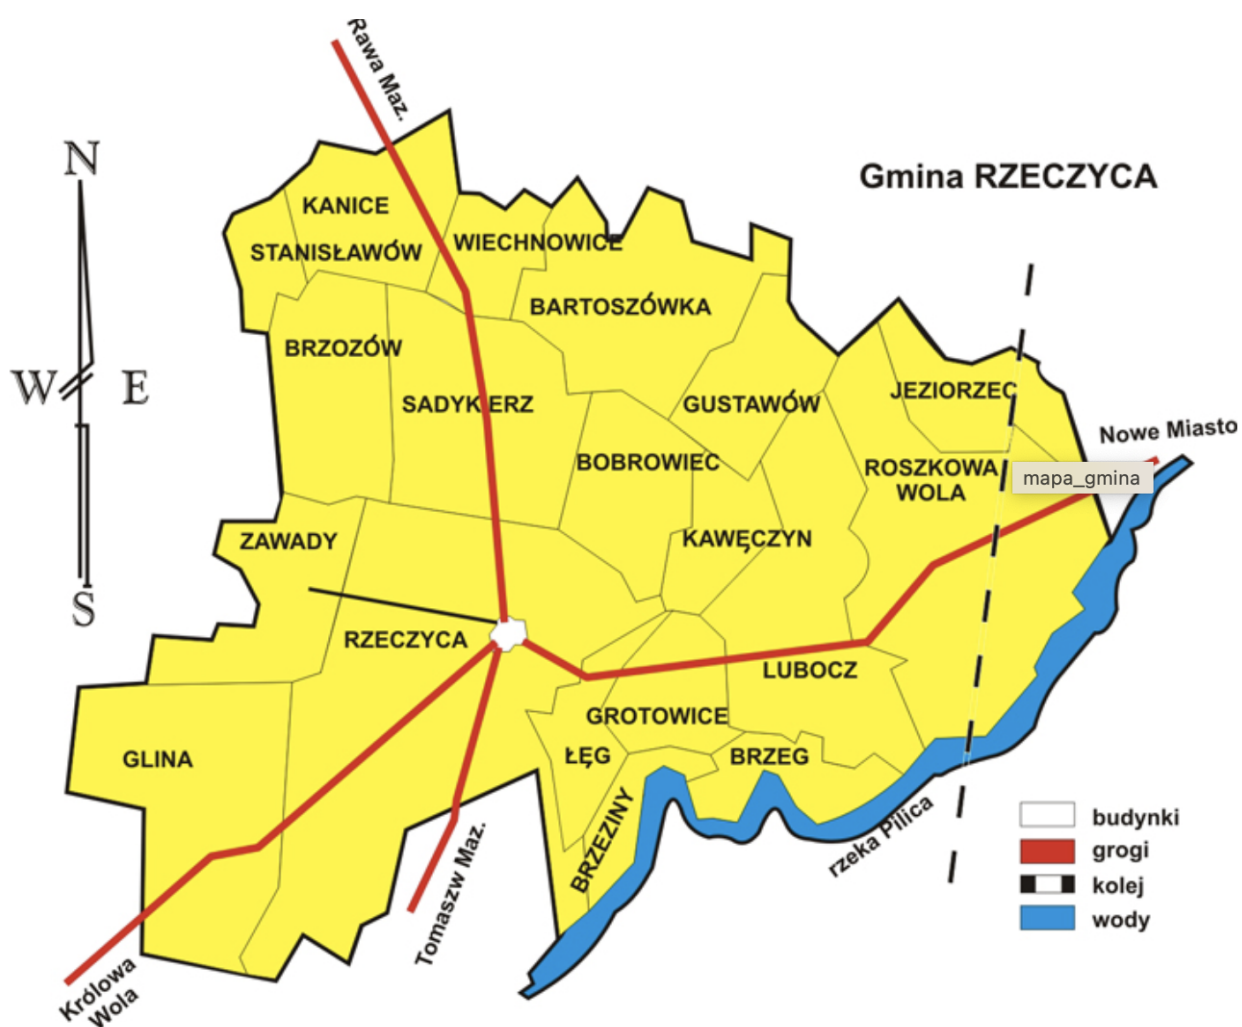 Rawa Maz.
N
Gmina RZECZYCA
KANICE
WIECHNOWICE
STANISŁAWÓW
BARTOSZÓWKA
BRZOZÓW
W E
JEZIORZEC
SADYKIERZ
GUSTAWÓW
Nowe Miasto
BOBROWIEC
ROSZKOWA
WOLA
mapa_gmina
ZAWADY
KAWĘCZYN
S
RZECZYCA
LUBOCZ
GROTOWICE
GLINA
ŁĘG
BRZEG
BRZEZINY
rzeka Pilica
budynki
grogi
kolej
wody
Tomaszw Maz.
Królowa
Wola